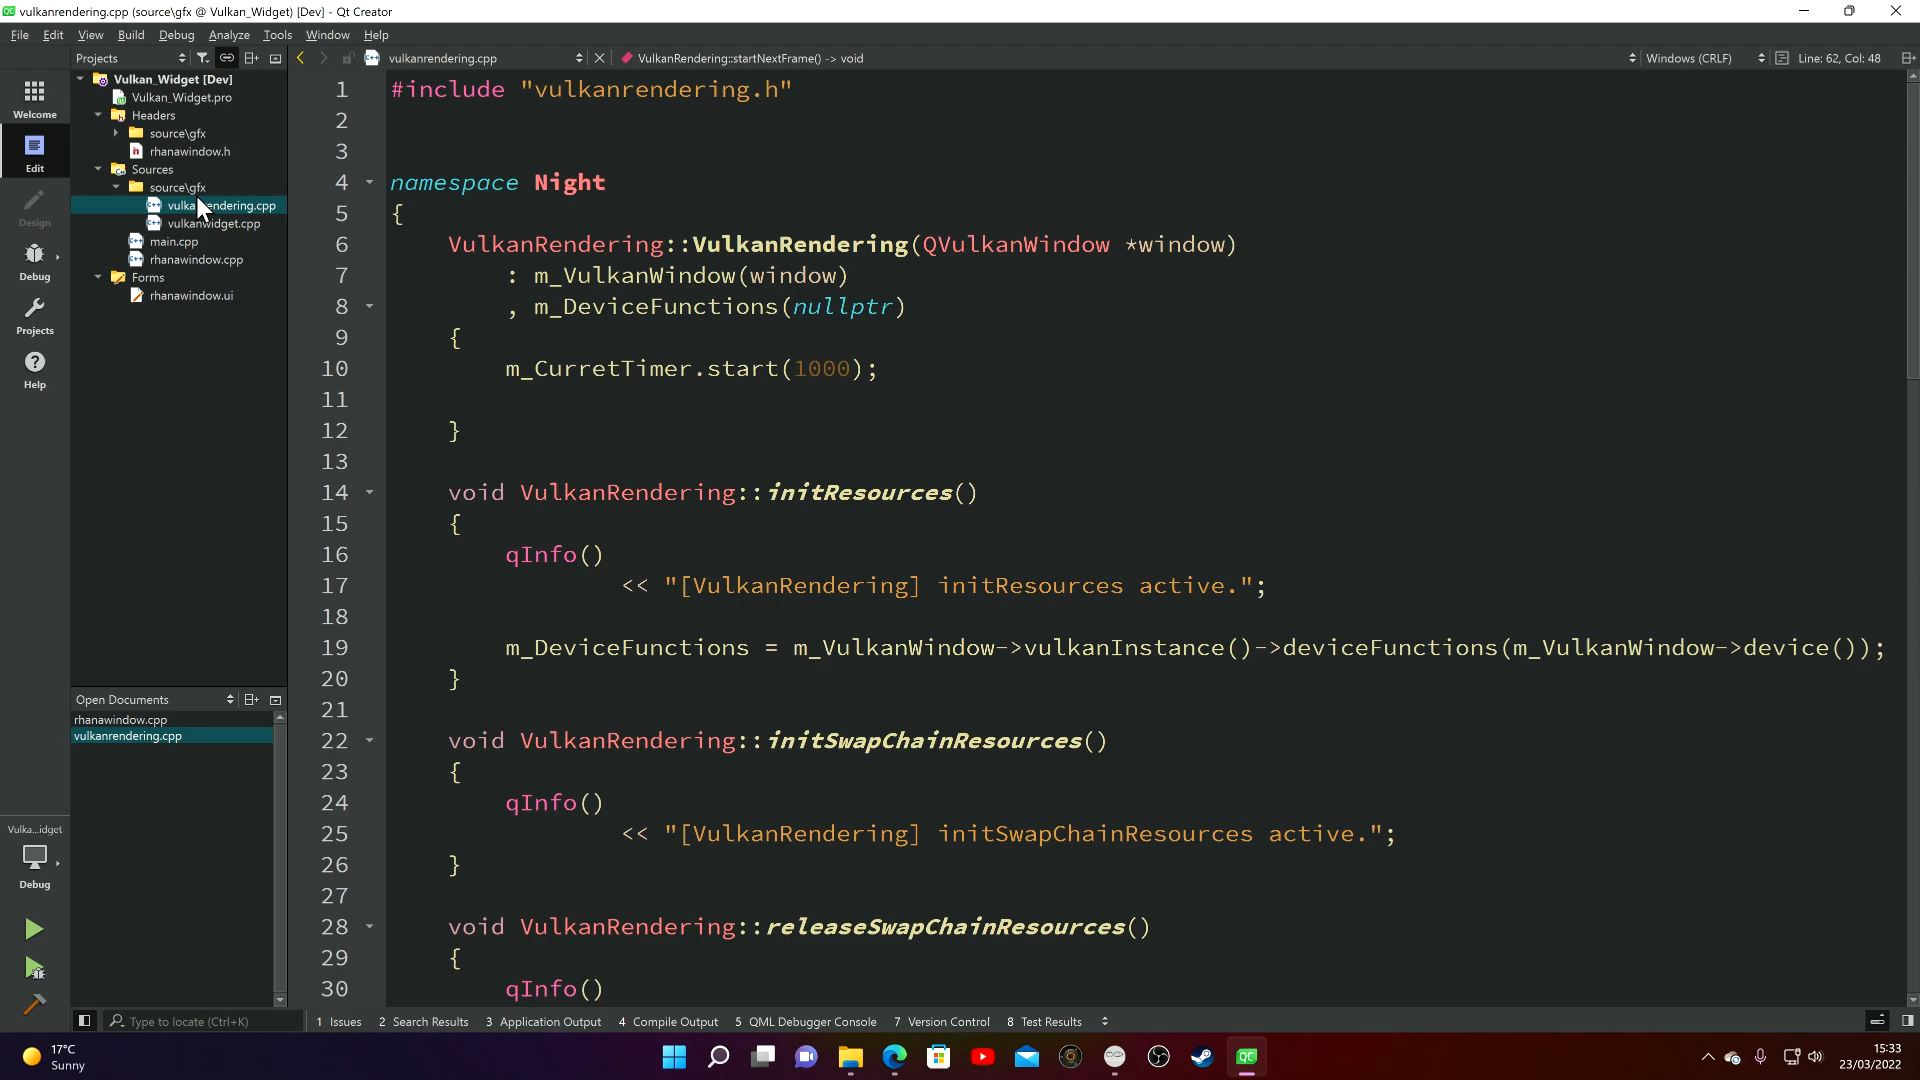 vulkanrendering.cpp (source\gfx @ Vulkan_Widget) [Dev] - Qt Creator
File Edit View Build Debug Analyze Tools Window Help
Projects
vulkanrendering.cpp
VulkanRendering::startNextFrame() -> void
Windows (CRLF)
Line: 62, Col: 48
Vulkan_Widget [Dev]
Vulkan_Widget.pro
Headers
source\gfx
rhanawindow.h
Sources
source\gfx
vulka endering.cpp
vulkanwidget.cpp
main.cpp
rhanawindow.cpp
Forms
rhanawindow.ui
Welcome
Edit
Design
Debug
Projects
Help
Open Documents
rhanawindow.cpp
vulkanrendering.cpp
Vulka...idget
Debug
1 #include "vulkanrendering.h"
2
3
4 namespace Night
5 {
6 VulkanRendering::VulkanRendering(QVulkanWindow *window)
7 : m_VulkanWindow(window)
8 , m_DeviceFunctions(nullptr)
9 {
10 m_CurretTimer.start(1000);
11
12 }
13
14 void VulkanRendering::initResources()
15 {
16 qInfo()
17 << "[VulkanRendering] initResources active.";
18
19 m_DeviceFunctions = m_VulkanWindow->vulkanInstance()->deviceFunctions(m_VulkanWindow->device());
20 }
21
22 void VulkanRendering::initSwapChainResources()
23 {
24 qInfo()
25 << "[VulkanRendering] initSwapChainResources active.";
26 }
27
28 void VulkanRendering::releaseSwapChainResources()
29 {
30 qInfo()
Type to locate (Ctrl+K)
1 Issues 2 Search Results 3 Application Output 4 Compile Output 5 QML Debugger Console 7 Version Control 8 Test Results
17°C
Sunny
QC
15:33
23/03/2022